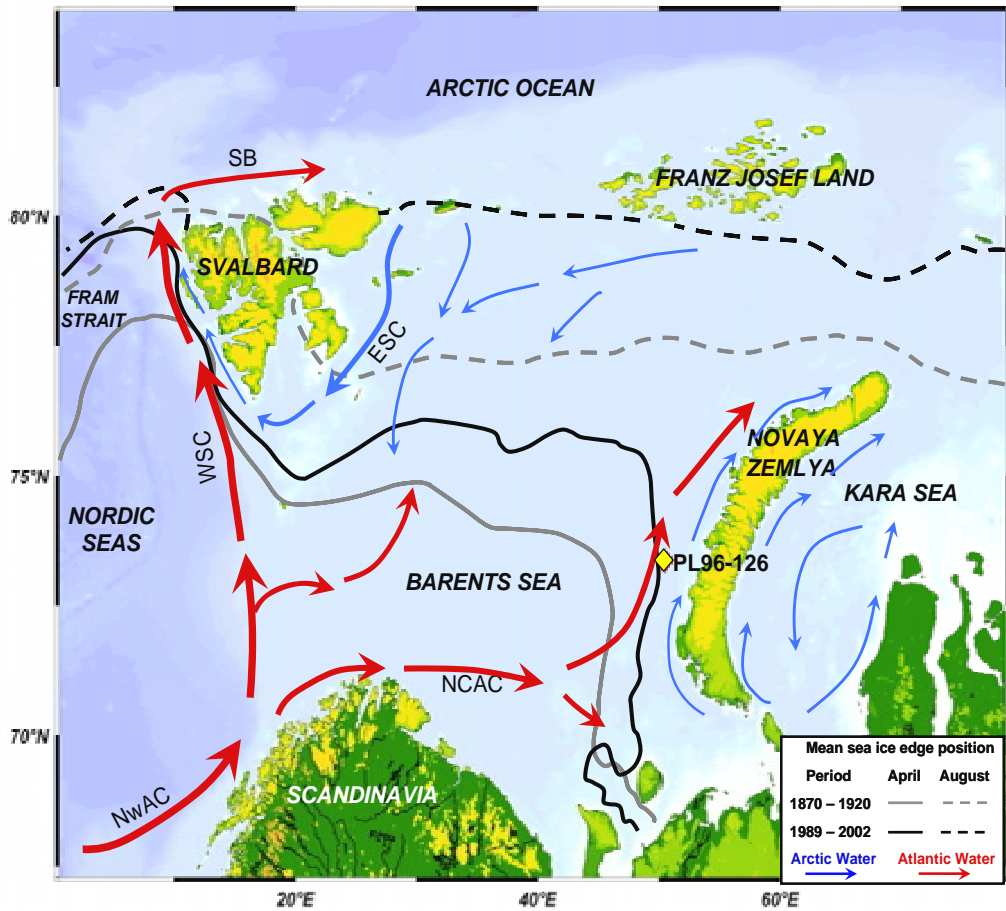 ARCTIC OCEAN
SB
FRANZ JOSEF LAND
80°N
SVALBARD
FRAM
STRAIT
ESC
WSC
NOVAYA
ZEMLYA
75°N
KARA SEA
NORDIC
SEAS
PL96-126
BARENTS SEA
NCAC
70°N
Mean sea ice edge position
Period April August
1870 – 1920
1989 – 2002
Arctic Water Atlantic Water
SCANDINAVIA
NwAC
20°E 40°E 60°E